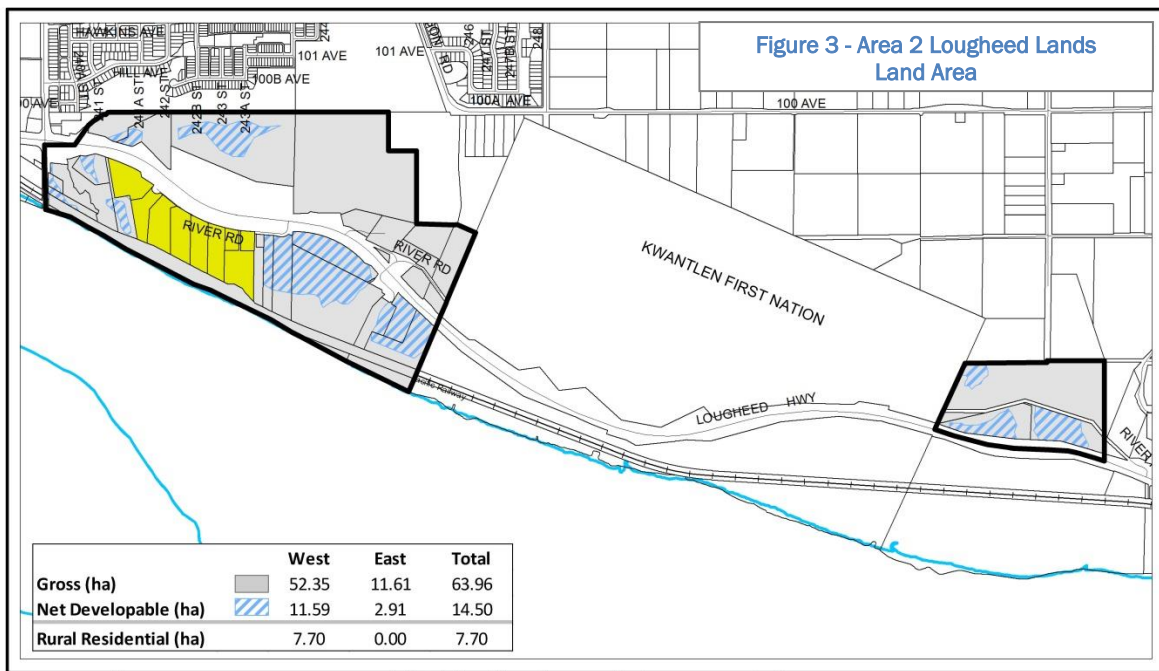 Figure 3 - Area 2 Lougheed Lands
Land Area
HAWKINS AVE
240A ST
244
246
247 ST
247B ST
248
101 AVE
101 AVE
HILL AVE
100B AVE
100A AVE
100 AVE
241 ST
241A ST
242 ST
242B ST
243 ST
243A ST
RIVER RD
RIVER RD
KWANTLEN FIRST NATION
LOUGHEED HWY
Railway
West East Total
Gross (ha) 52.35 11.61 63.96
Net Developable (ha) 11.59 2.91 14.50
Rural Residential (ha) 7.70 0.00 7.70